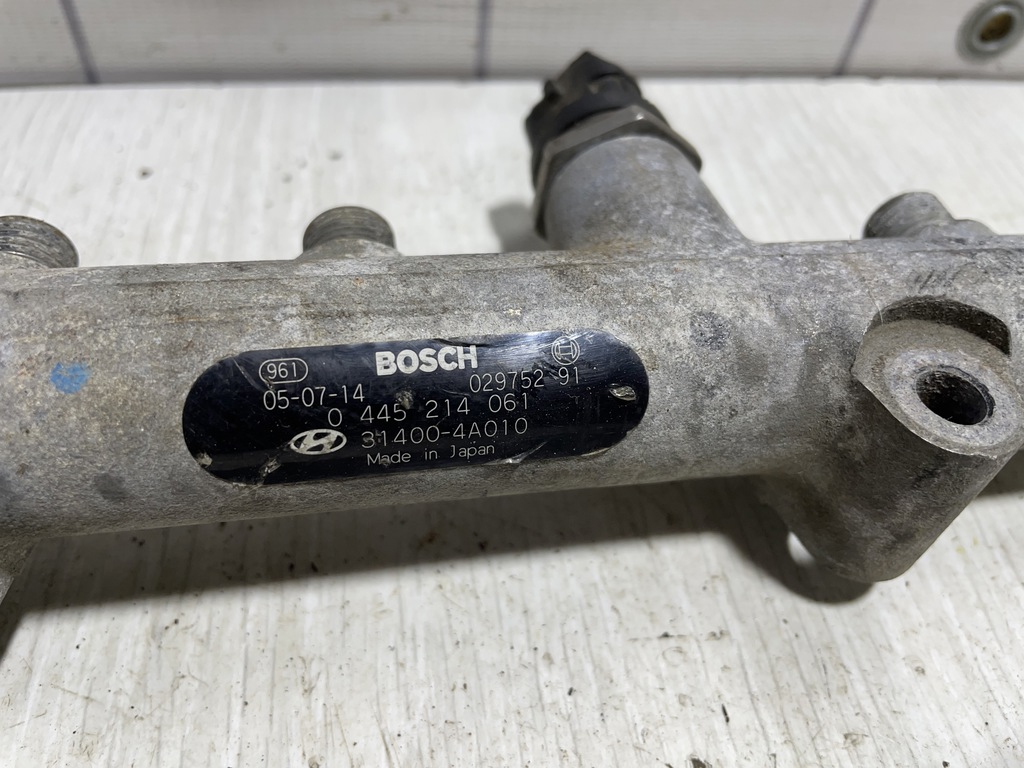 961 BOSCH
05-07-14 029752 91
0 445 214 061
31400-4A010
Made in Japan